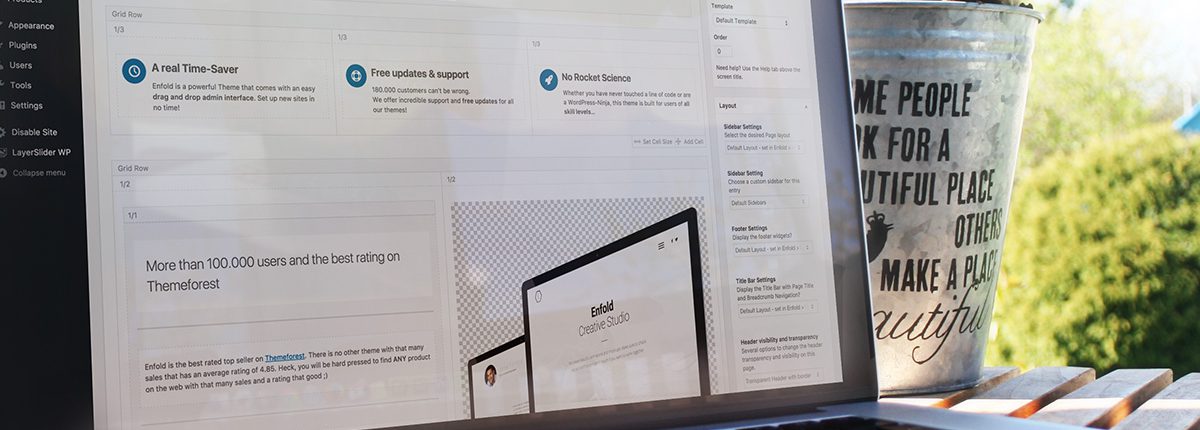 Products
Appearance
Plugins
Users
Tools
Settings
Disable Site
LayerSlider WP
Collapse menu
Grid Row
1/3
A real Time-Saver
Enfold is a powerful Theme that comes with an easy
drag and drop admin interface. Set up new sites in
no time!
1/3
Free updates & support
180.000 customers can't be wrong.
We offer incredible support and free updates for all
our themes!
1/3
No Rocket Science
Whether you have never touched a line of code or are
a WordPress-Ninja, this theme is built for users of all
skill levels...
Set Cell Size
Add Cell
Grid Row
1/2
1/1
More than 100.000 users and the best rating on
Themeforest
Enfold is the best rated top seller on Themeforest. There is no other theme with that many
sales that has an average rating of 4.85. Heck, you will be hard pressed to find ANY product
on the web with that many sales and a rating that good ;)
1/2
Enfold
Creative Studio
Template
Default Template
Order
0
Need help? Use the Help tab above the
screen title.
Layout
Sidebar Settings
Select the desired Page layout
Default Layout - set in Enfold >
Sidebar Setting
Choose a custom sidebar for this
entry
Default Sidebars
Footer Settings
Display the footer widgets?
Default Layout - set in Enfold >
Title Bar Settings
Display the Title Bar with Page Title
and Breadcrumb Navigation?
Default Layout - set in Enfold >
Header visibility and transparency
Several options to change the header
transparency and visibility on this
page.
Transparent Header with border
ME PEOPLE
K FOR A
UTIFUL PLACE
OTHERS
MAKE A PLACE
autiful